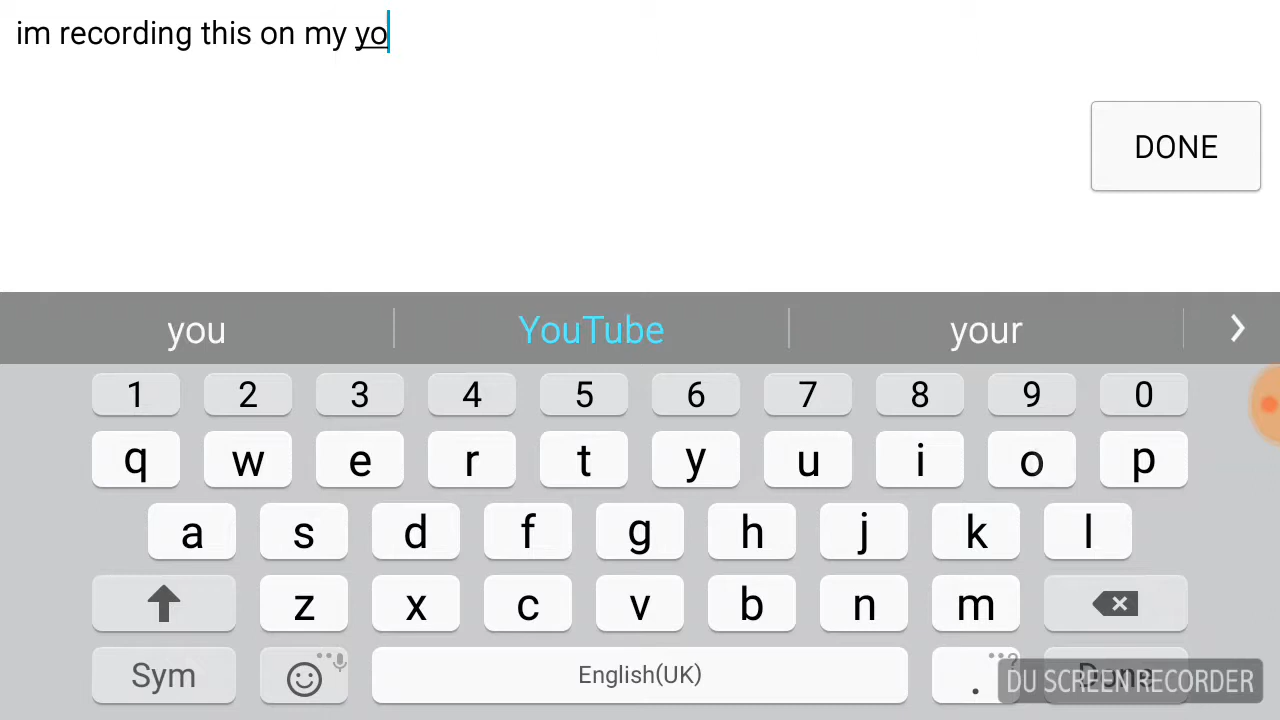 im recording this on my yo
DONE
you YouTube your
1 2 3 4 5 6 7 8 9 0
q w e r t y u i o p
a s d f g h j k l
z x c v b n m
Sym English(UK) . ? Done
DU SCREEN RECORDER